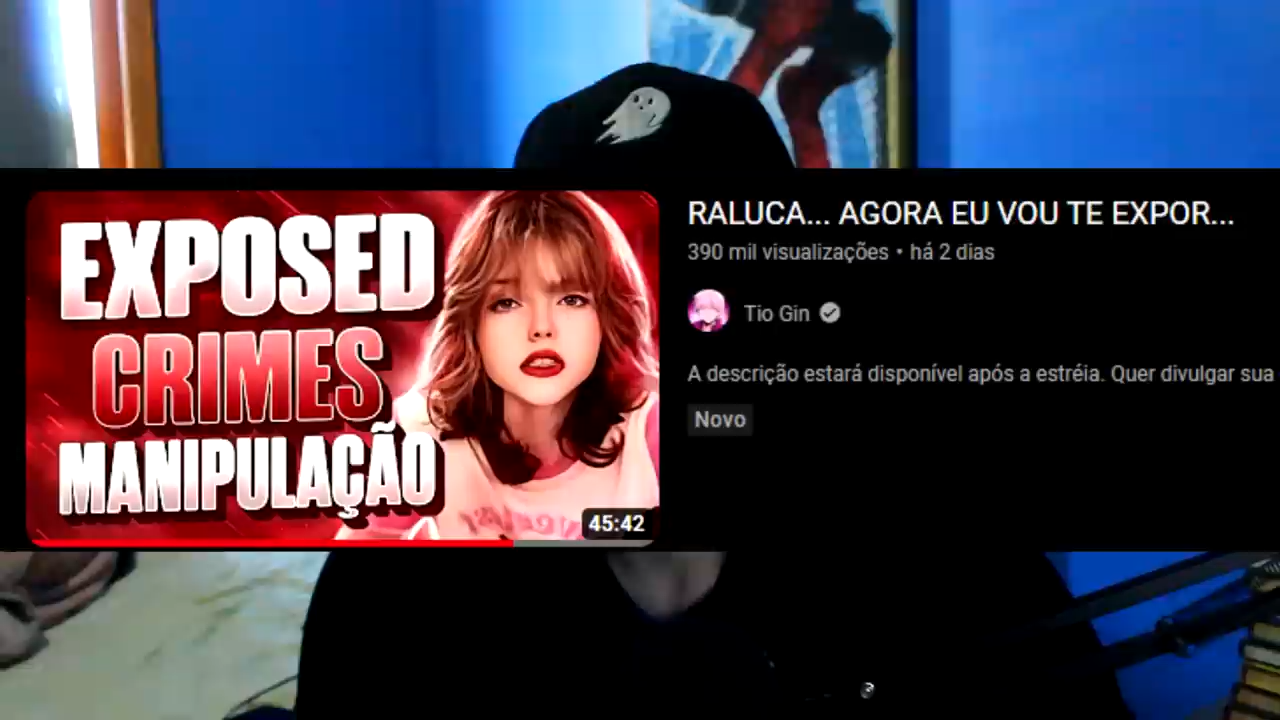 EXPOSED
CRIMES
MANIPULAÇÃO
45:42
RALUCA... AGORA EU VOU TE EXPOR...
390 mil visualizações • há 2 dias
Tio Gin
A descrição estará disponível após a estréia. Quer divulgar sua
Novo